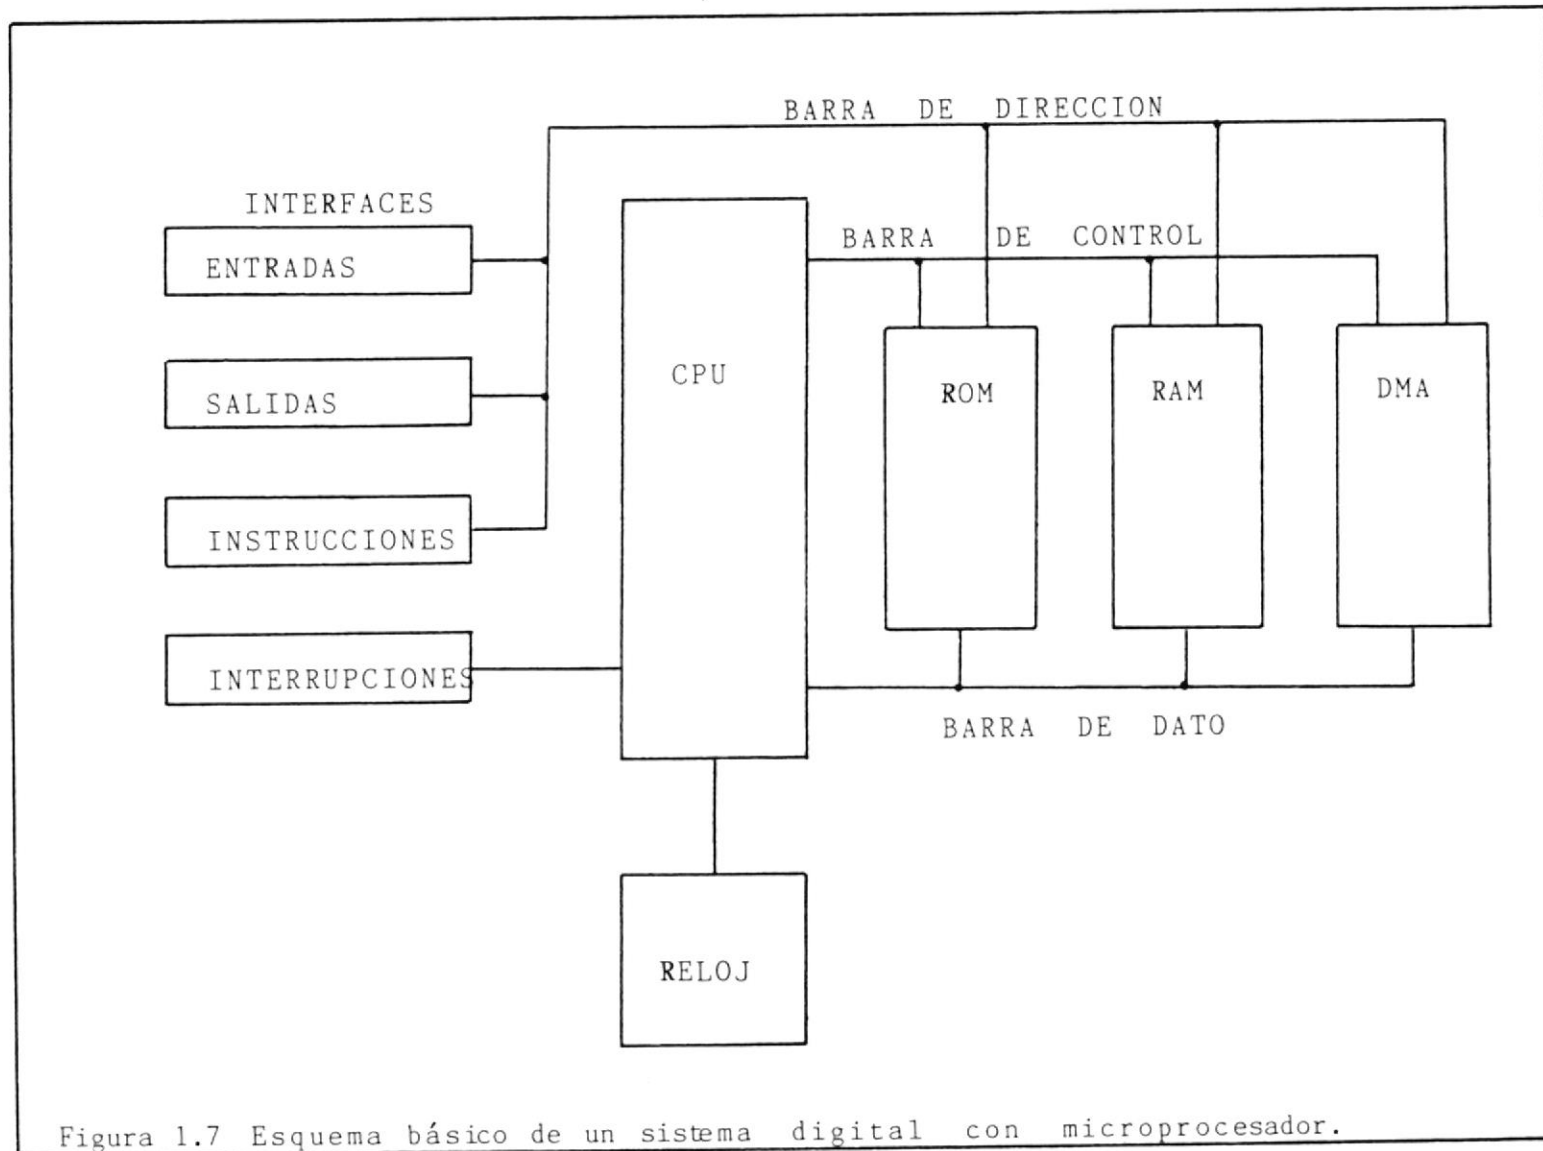 BARRA DE DIRECCION
INTERFACES
ENTRADAS
BARRA DE CONTROL
SALIDAS
CPU
ROM
RAM
DMA
INSTRUCCIONES
INTERRUPCIONES
BARRA DE DATO
RELOJ
Figura 1.7 Esquema básico de un sistema digital con microprocesador.